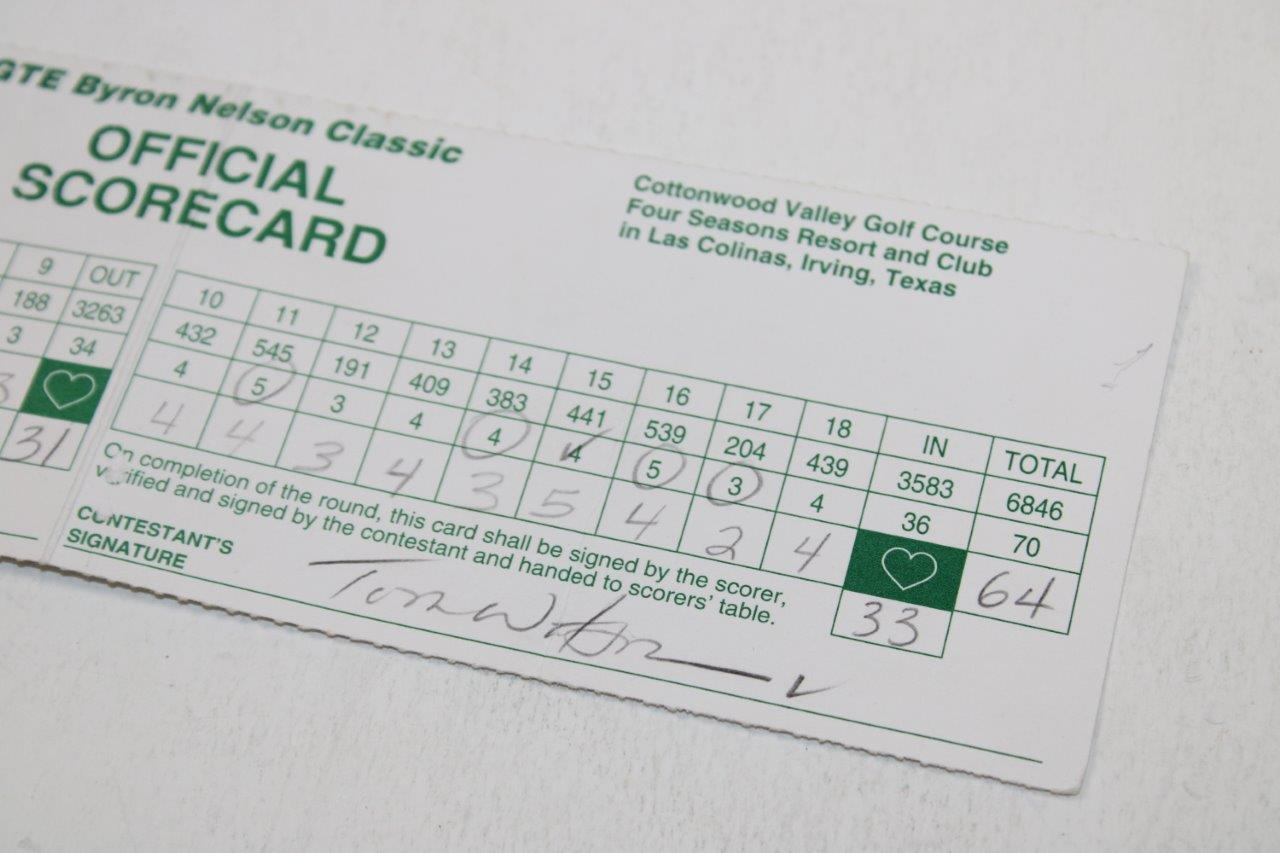 GTE Byron Nelson Classic
OFFICIAL
SCORECARD
Cottonwood Valley Golf Course
Four Seasons Resort and Club
in Las Colinas, Irving, Texas
9 OUT
188 3263
3 34
3
31
10 11 12 13 14 15 16 17 18 IN TOTAL
432 545 191 409 383 441 539 204 439 3583 6846
4 5 3 4 4 4 5 3 4 36 70
4 4 3 4 3 5 4 2 4 64
33
On completion of the round, this card shall be signed by the scorer,
verified and signed by the contestant and handed to scorers' table.
CONTESTANT'S
SIGNATURE
Tom Watson
1